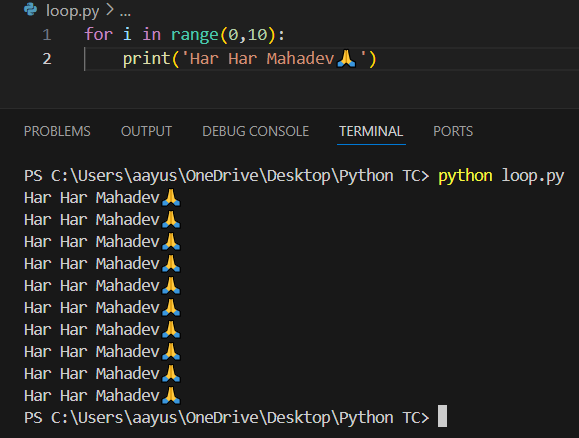 loop.py > ...
1 for i in range(0,10):
2     print('Har Har Mahadev🙏')
PROBLEMS OUTPUT DEBUG CONSOLE TERMINAL PORTS
PS C:\Users\aayus\OneDrive\Desktop\Python TC> python loop.py
Har Har Mahadev🙏
Har Har Mahadev🙏
Har Har Mahadev🙏
Har Har Mahadev🙏
Har Har Mahadev🙏
Har Har Mahadev🙏
Har Har Mahadev🙏
Har Har Mahadev🙏
Har Har Mahadev🙏
Har Har Mahadev🙏
PS C:\Users\aayus\OneDrive\Desktop\Python TC>